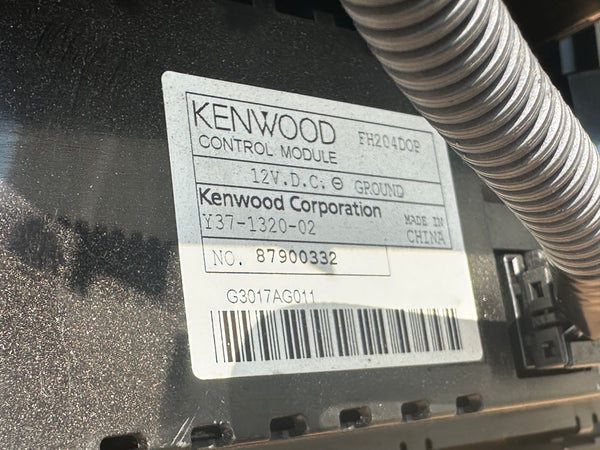 KENWOOD FH204DOP
CONTROL MODULE
12V.D.C. ⊖ GROUND
Kenwood Corporation
Y37-1320-02
MADE IN
CHINA
NO. 87900332
G3017AG011